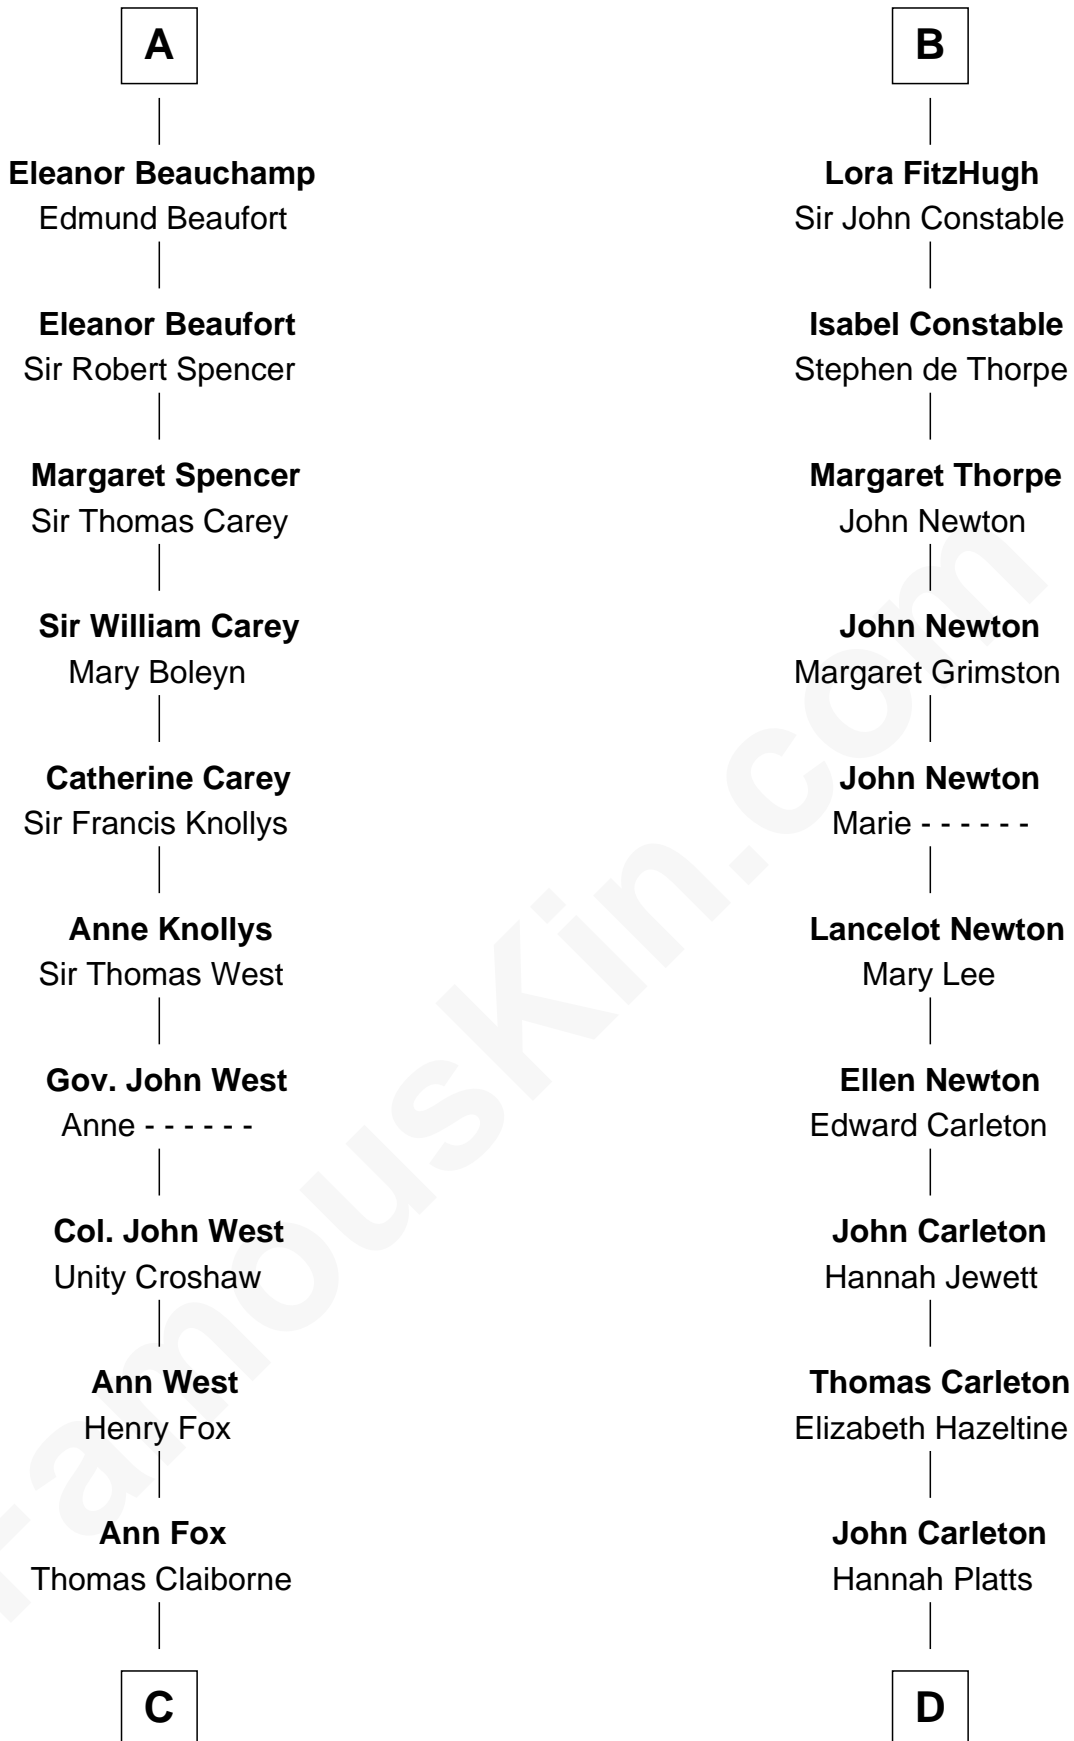 A
Eleanor Beauchamp
Edmund Beaufort
Eleanor Beaufort
Sir Robert Spencer
Margaret Spencer
Sir Thomas Carey
Sir William Carey
Mary Boleyn
Catherine Carey
Sir Francis Knollys
Anne Knollys
Sir Thomas West
Gov. John West
Anne - - - - - -
Col. John West
Unity Croshaw
Ann West
Henry Fox
Ann Fox
Thomas Claiborne
C
B
Lora FitzHugh
Sir John Constable
Isabel Constable
Stephen de Thorpe
Margaret Thorpe
John Newton
John Newton
Margaret Grimston
John Newton
Marie - - - - - -
Lancelot Newton
Mary Lee
Ellen Newton
Edward Carleton
John Carleton
Hannah Jewett
Thomas Carleton
Elizabeth Hazeltine
John Carleton
Hannah Platts
D
FamousKin.com